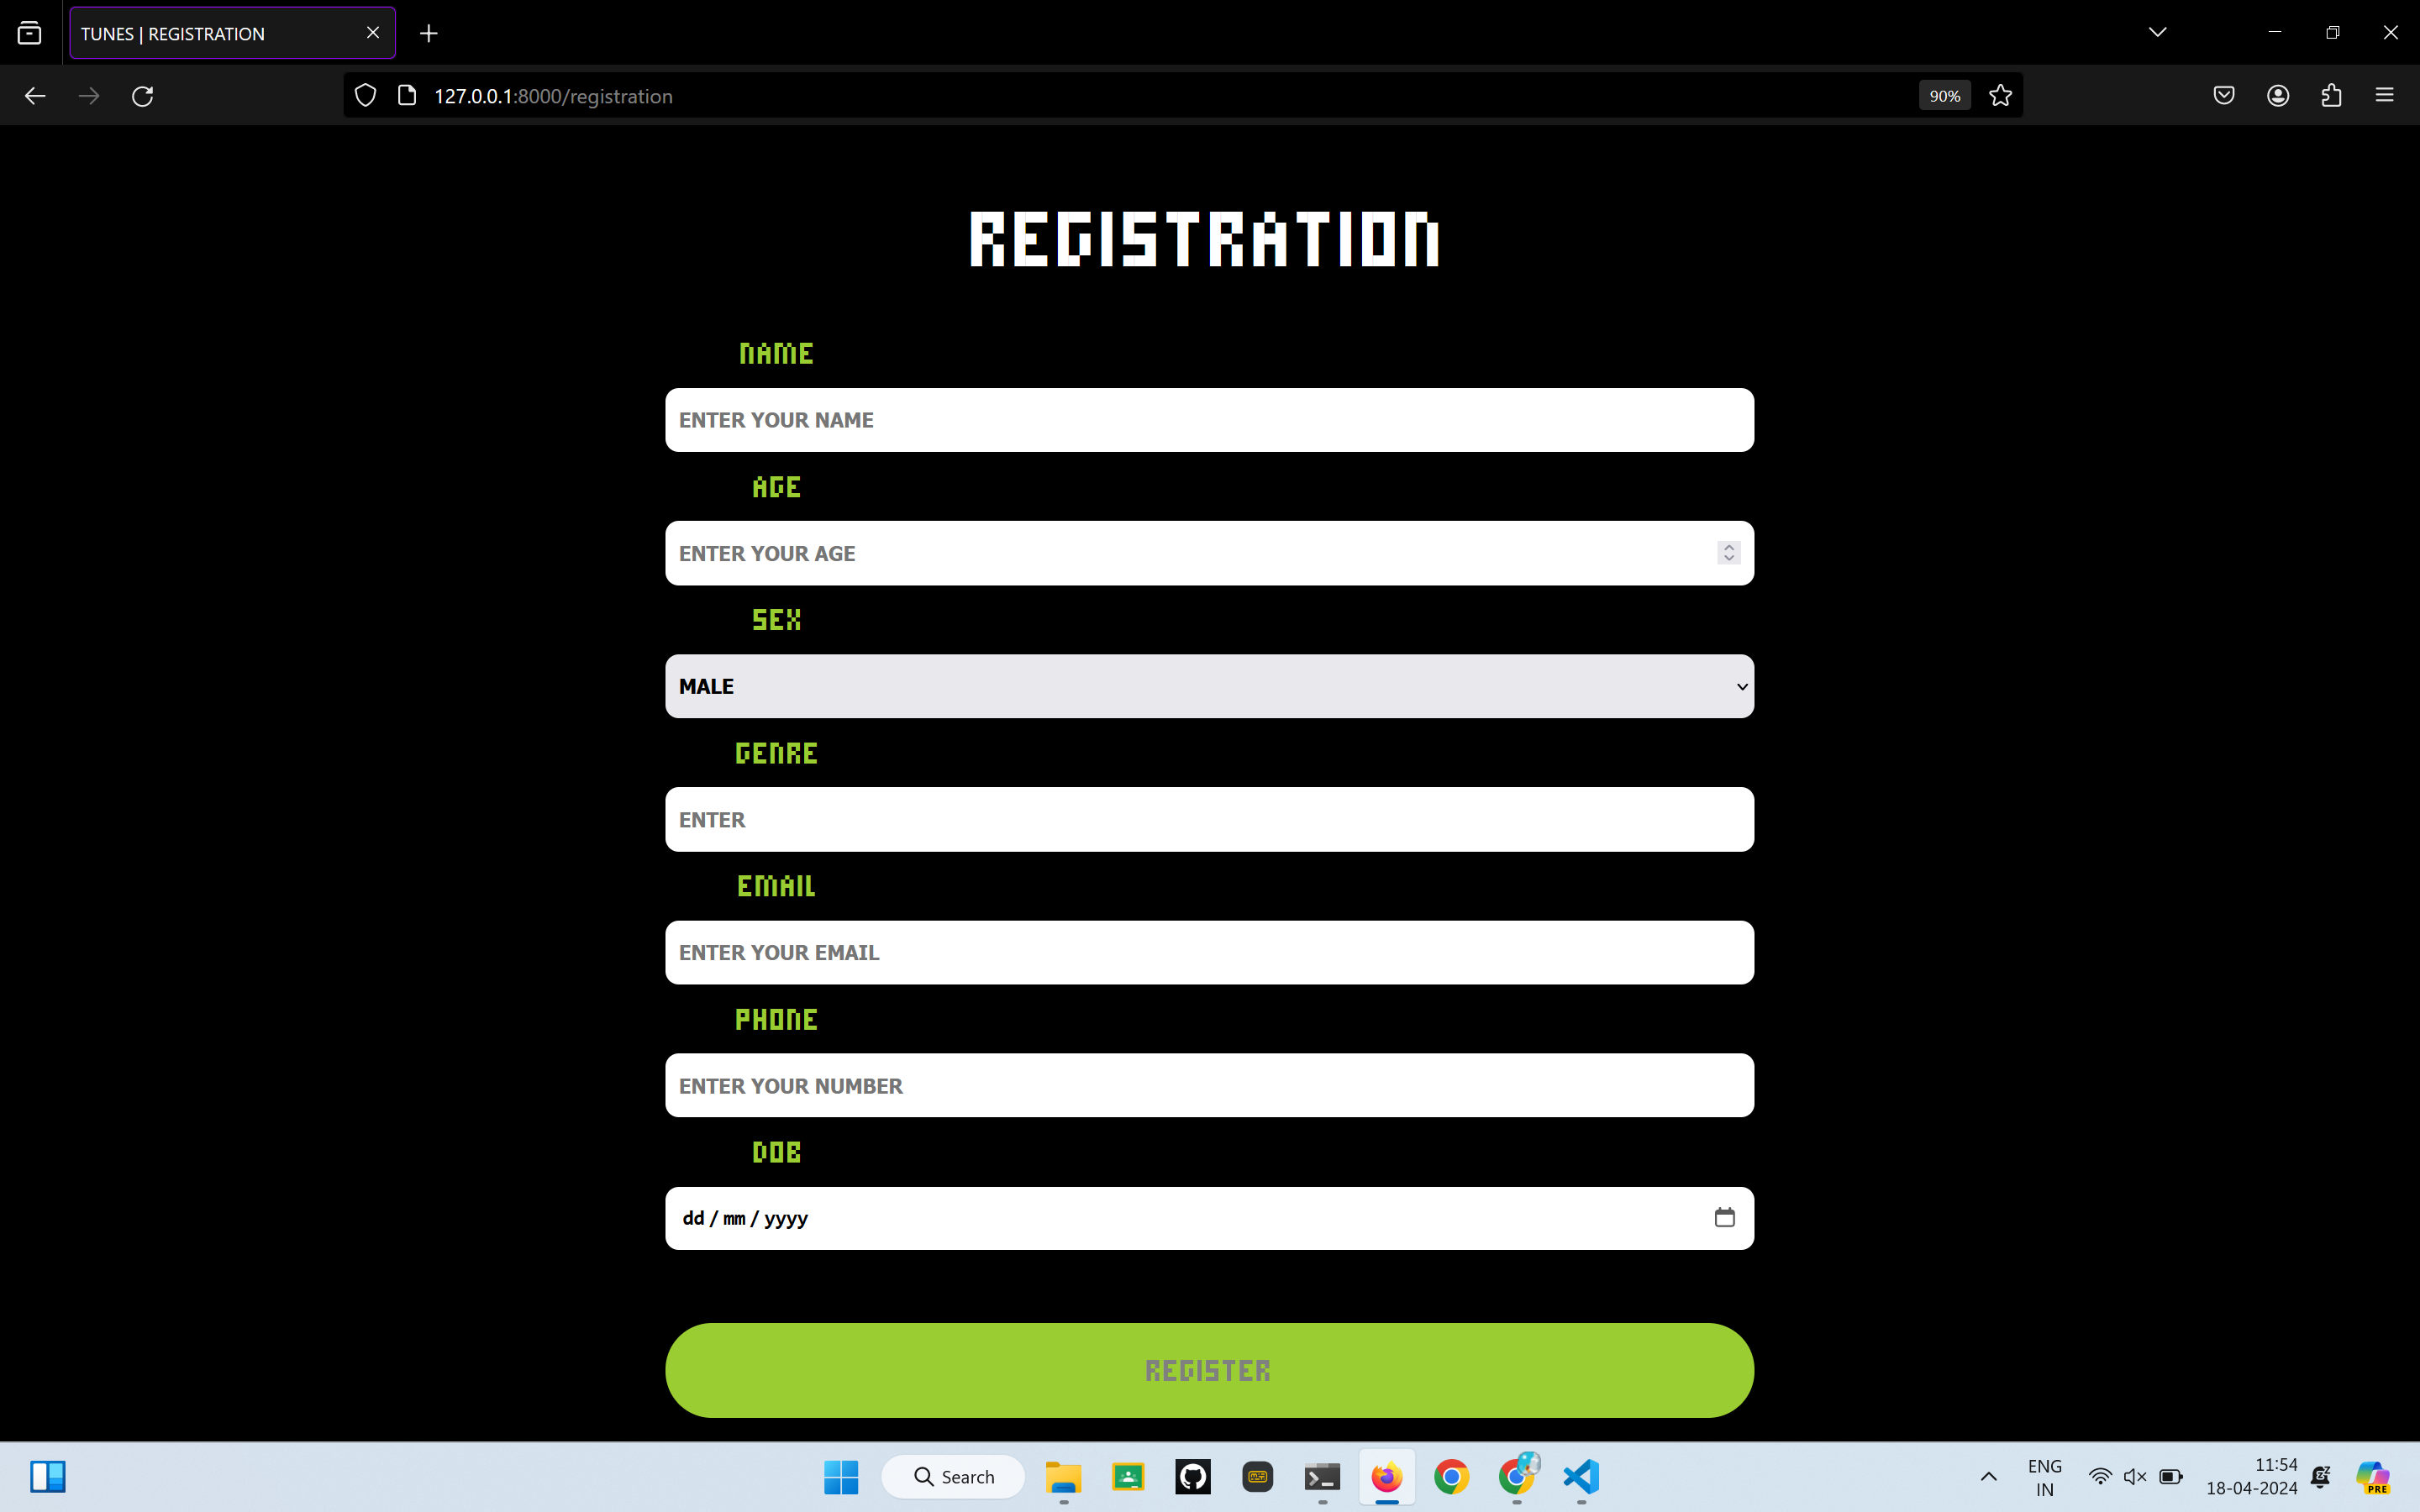 TUNES | REGISTRATION
127.0.0.1:8000/registration
90%
REGISTRATION
NAME
ENTER YOUR NAME
AGE
ENTER YOUR AGE
SEX
MALE
GENRE
ENTER
EMAIL
ENTER YOUR EMAIL
PHONE
ENTER YOUR NUMBER
DOB
dd / mm / yyyy
REGISTER
Search
ENG
IN
11:54
18-04-2024
PRE